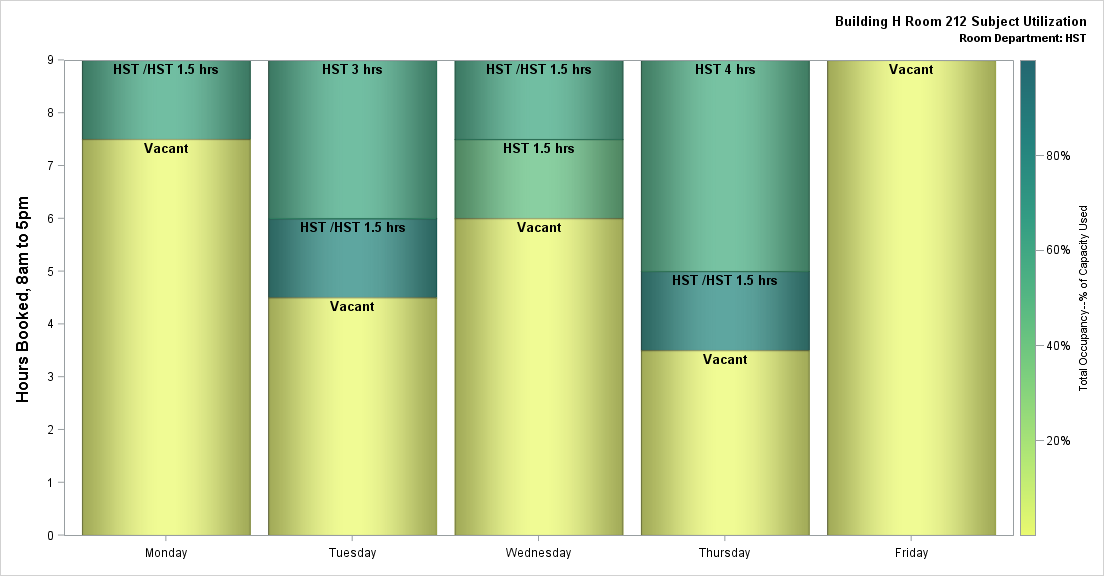 Building H Room 212 Subject Utilization
Room Department: HST
Hours Booked, 8am to 5pm
9
8
7
6
5
4
3
2
1
0
HST /HST 1.5 hrs
Vacant
HST 3 hrs
HST /HST 1.5 hrs
Vacant
HST /HST 1.5 hrs
HST 1.5 hrs
Vacant
HST 4 hrs
HST /HST 1.5 hrs
Vacant
Vacant
Monday
Tuesday
Wednesday
Thursday
Friday
80%
60%
40%
20%
Total Occupancy--% of Capacity Used